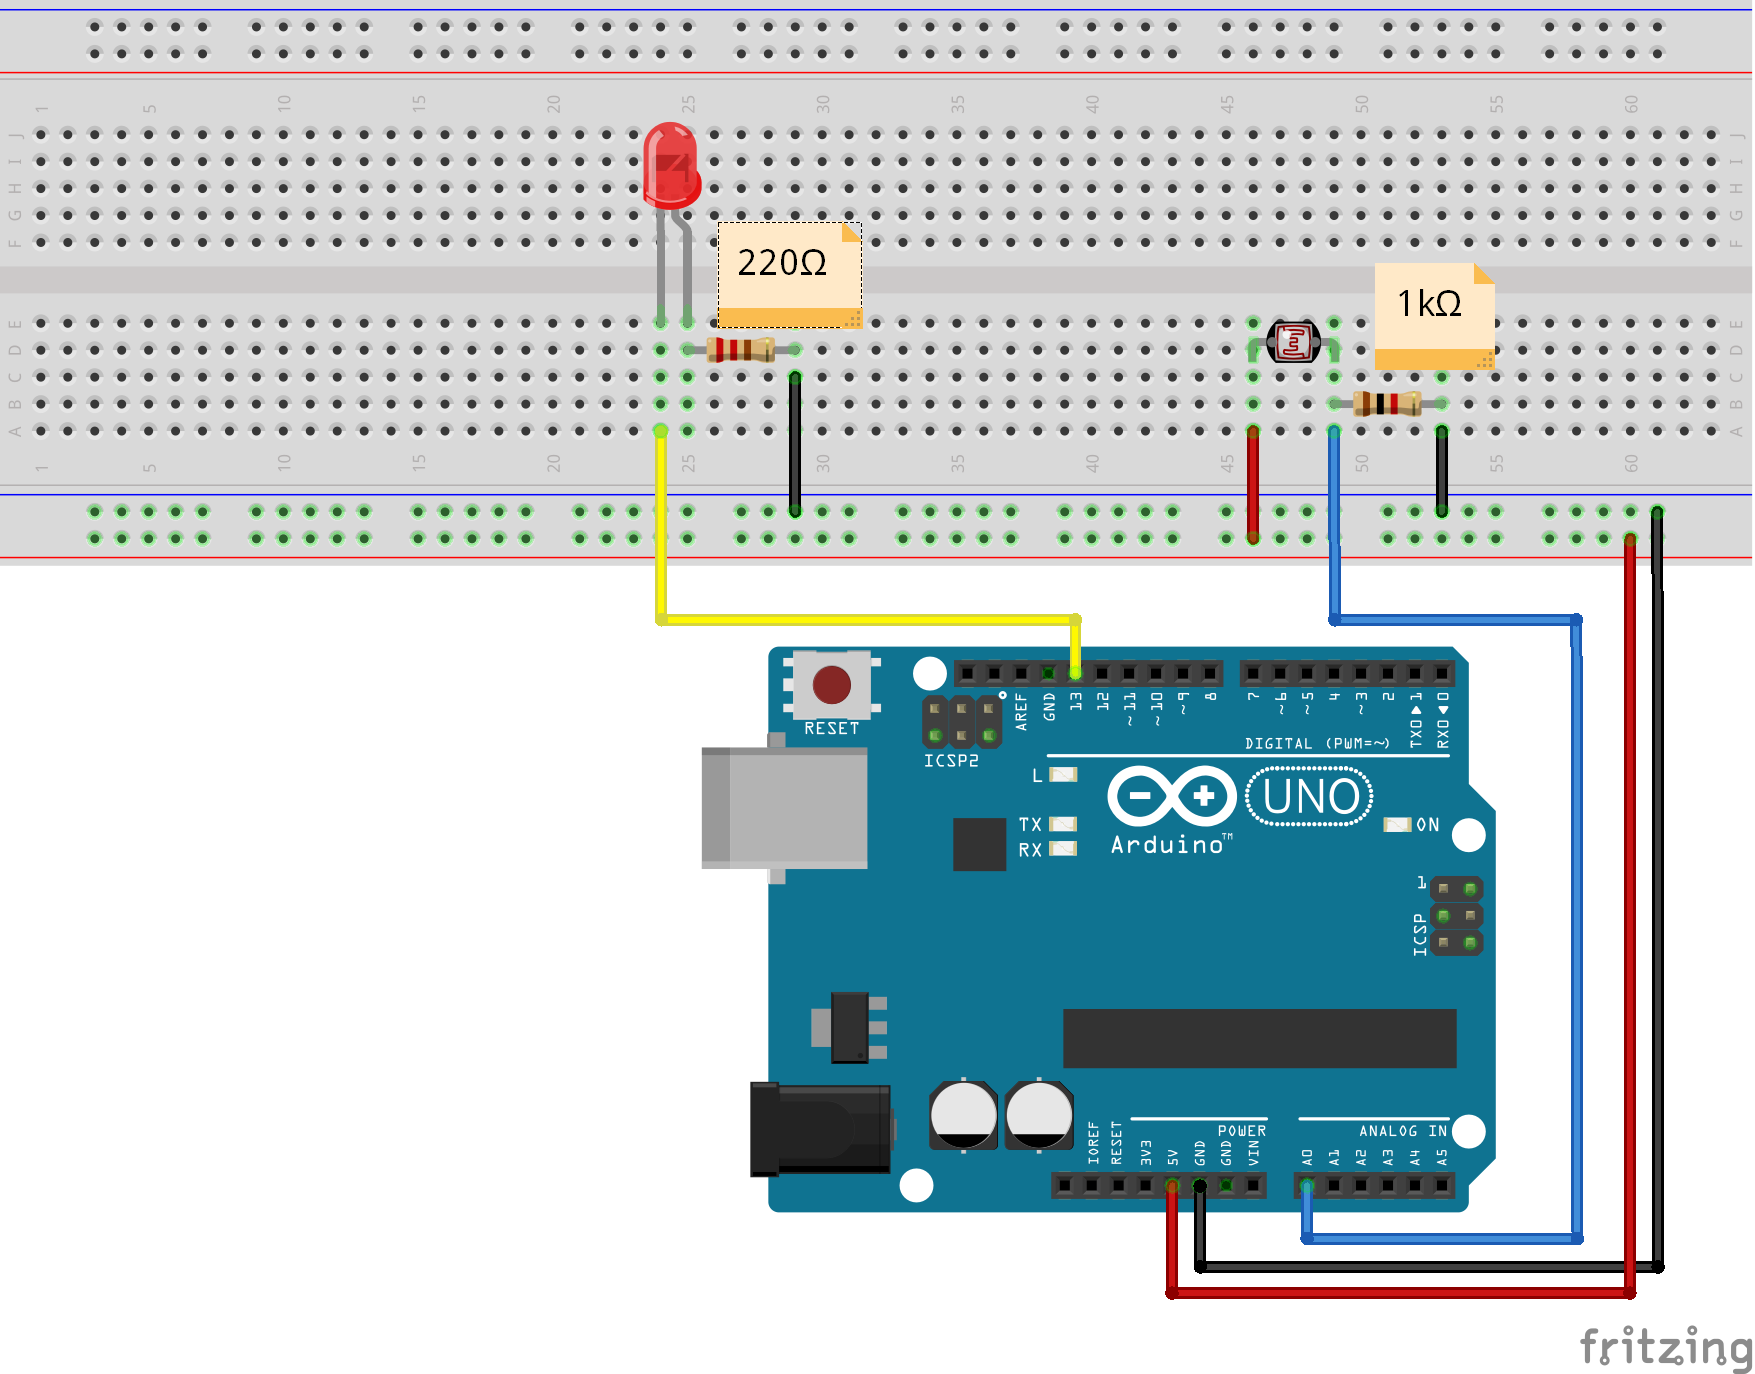 1 5 10 15 20 25 30 35 40 45 50 55 60
J J
I I
H H
G G
F F
220Ω
1kΩ
E E
D D
C C
B B
A A
1 5 10 15 20 25 30 35 40 45 50 55 60
RESET
AREF GND 13 12 ~11 ~10 ~9 8 7 ~6 ~5 4 ~3 2 TX0▶1 RX0◀0
ICSP2
DIGITAL (PWM=~)
L
TX
RX
UNO
Arduino™
ON
1
ICSP
POWER
ANALOG IN
IOREF RESET 3V3 5V GND GND VIN A0 A1 A2 A3 A4 A5
fritzing